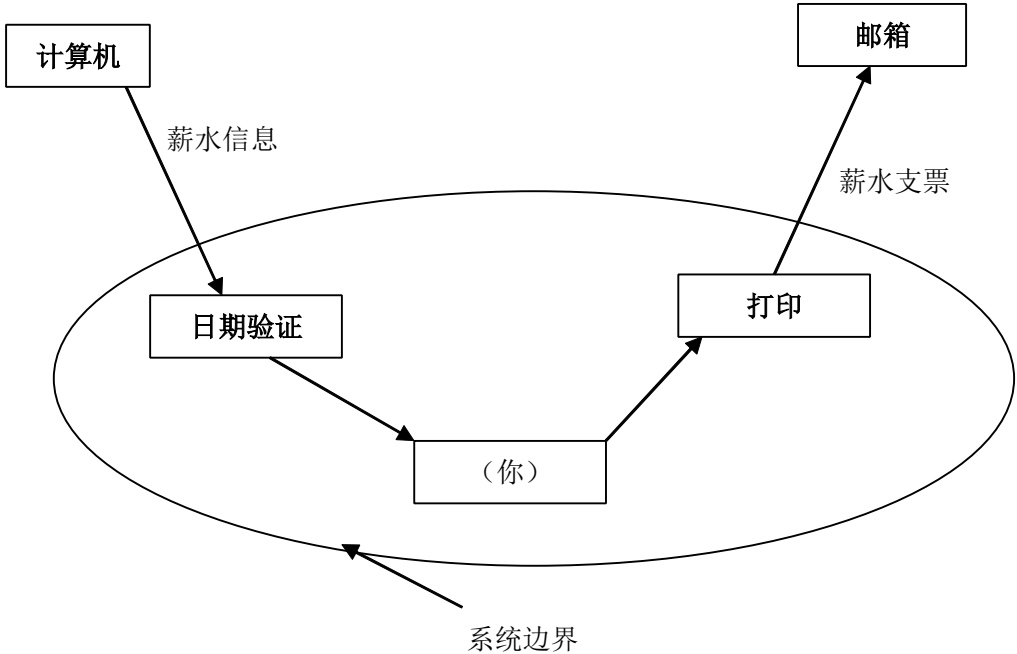 计算机
邮箱
薪水信息
薪水支票
日期验证
打印
（你）
系统边界